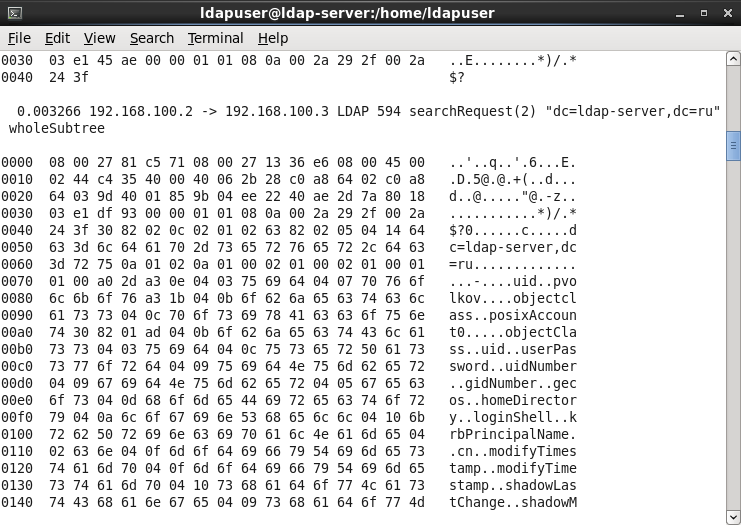 ldapuser@ldap-server:/home/ldapuser
File Edit View Search Terminal Help
0030  03 e1 45 ae 00 00 01 01 08 0a 00 2a 29 2f 00 2a   ..E........*)/.*
0040  24 3f                                             $?
0.003266 192.168.100.2 -> 192.168.100.3 LDAP 594 searchRequest(2) "dc=ldap-server,dc=ru"
wholeSubtree
0000  08 00 27 81 c5 71 08 00 27 13 36 e6 08 00 45 00   ..'..q..'.6...E.
0010  02 44 c4 35 40 00 40 06 2b 28 c0 a8 64 02 c0 a8   .D.5@.@.+(..d...
0020  64 03 9d 40 01 85 9b 04 ee 22 40 ae 2d 7a 80 18   d..@....."@.-z..
0030  03 e1 df 93 00 00 01 01 08 0a 00 2a 29 2f 00 2a   ...........*)/.*
0040  24 3f 30 82 02 0c 02 01 02 63 82 02 05 04 14 64   $?0......c.....d
0050  63 3d 6c 64 61 70 2d 73 65 72 76 65 72 2c 64 63   c=ldap-server,dc
0060  3d 72 75 0a 01 02 0a 01 00 02 01 00 02 01 00 01   =ru.............
0070  01 00 a0 2d a3 0e 04 03 75 69 64 04 07 70 76 6f   ...-....uid..pvo
0080  6c 6b 6f 76 a3 1b 04 0b 6f 62 6a 65 63 74 63 6c   lkov....objectcl
0090  61 73 73 04 0c 70 6f 73 69 78 41 63 63 6f 75 6e   ass..posixAccoun
00a0  74 30 82 01 ad 04 0b 6f 62 6a 65 63 74 43 6c 61   t0.....objectCla
00b0  73 73 04 03 75 69 64 04 0c 75 73 65 72 50 61 73   ss..uid..userPas
00c0  73 77 6f 72 64 04 09 75 69 64 4e 75 6d 62 65 72   sword..uidNumber
00d0  04 09 67 69 64 4e 75 6d 62 65 72 04 05 67 65 63   ..gidNumber..gec
00e0  6f 73 04 0d 68 6f 6d 65 44 69 72 65 63 74 6f 72   os..homeDirector
00f0  79 04 0a 6c 6f 67 69 6e 53 68 65 6c 6c 04 10 6b   y..loginShell..k
0100  72 62 50 72 69 6e 63 69 70 61 6c 4e 61 6d 65 04   rbPrincipalName.
0110  02 63 6e 04 0f 6d 6f 64 69 66 79 54 69 6d 65 73   .cn..modifyTimes
0120  74 61 6d 70 04 0f 6d 6f 64 69 66 79 54 69 6d 65   tamp..modifyTime
0130  73 74 61 6d 70 04 10 73 68 61 64 6f 77 4c 61 73   stamp..shadowLas
0140  74 43 68 61 6e 67 65 04 09 73 68 61 64 6f 77 4d   tChange..shadowM